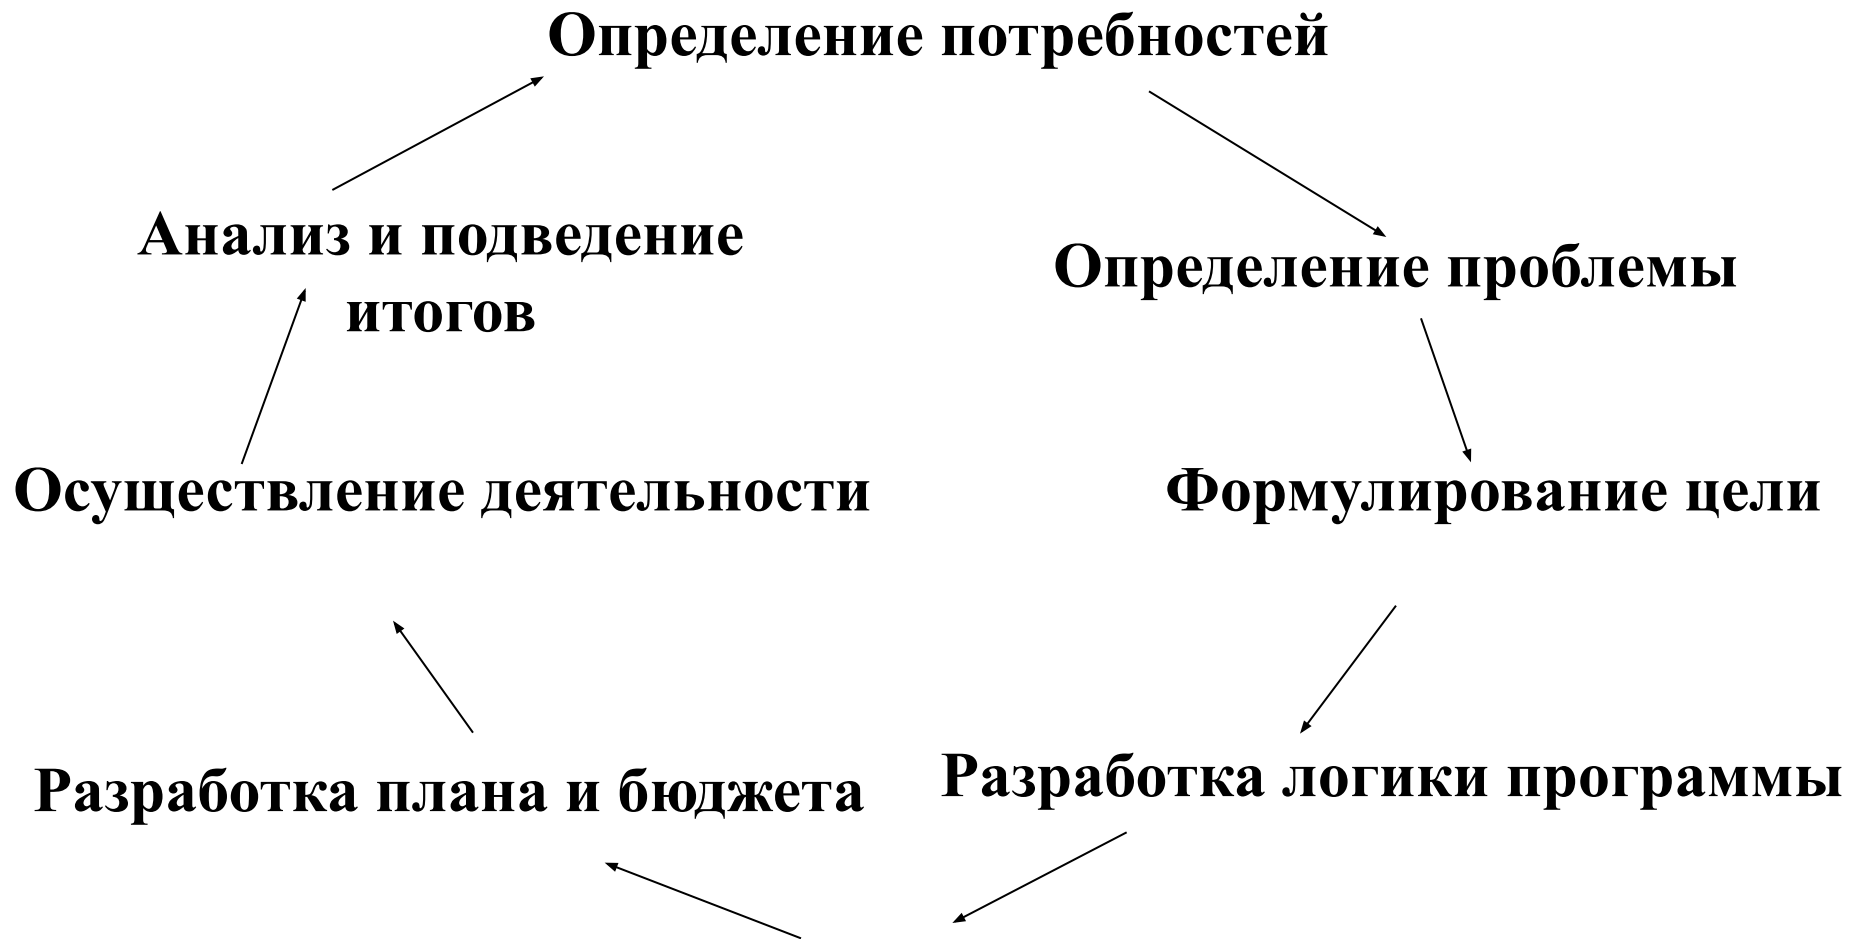 Определение потребностей
Анализ и подведение
итогов
Определение проблемы
Осуществление деятельности
Формулирование цели
Разработка плана и бюджета
Разработка логики программы